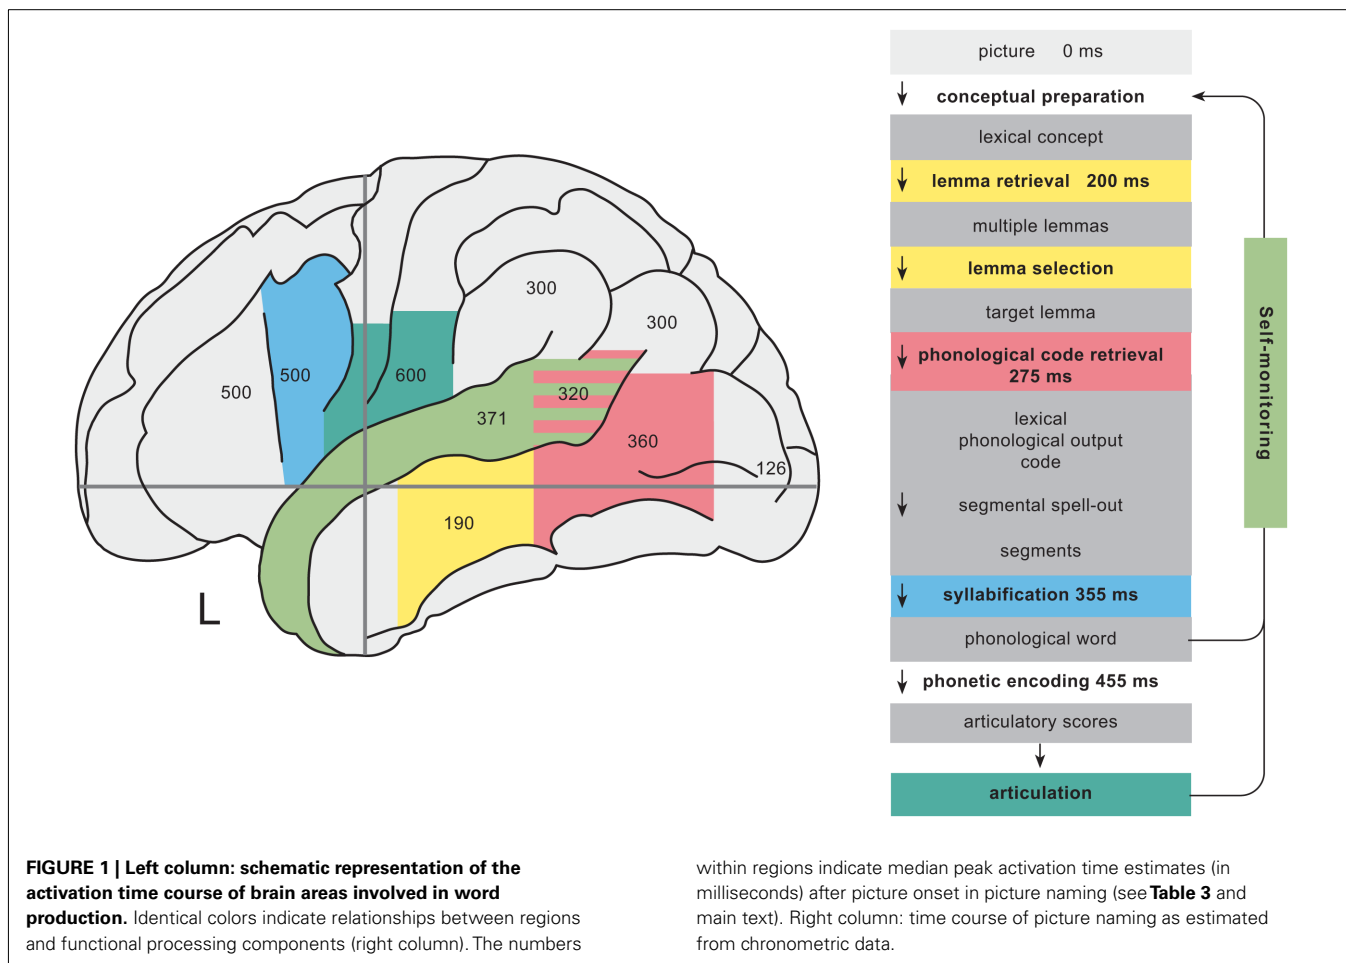 300
300
500
500
600
320
371
360
126
190
L
picture 0 ms
conceptual preparation
lexical concept
lemma retrieval 200 ms
multiple lemmas
lemma selection
target lemma
phonological code retrieval
275 ms
lexical
phonological output
code
segmental spell-out
segments
syllabification 355 ms
phonological word
phonetic encoding 455 ms
articulatory scores
articulation
Self-monitoring
FIGURE 1 | Left column: schematic representation of the
activation time course of brain areas involved in word
production. Identical colors indicate relationships between regions
and functional processing components (right column). The numbers
within regions indicate median peak activation time estimates (in
milliseconds) after picture onset in picture naming (see Table 3 and
main text). Right column: time course of picture naming as estimated
from chronometric data.